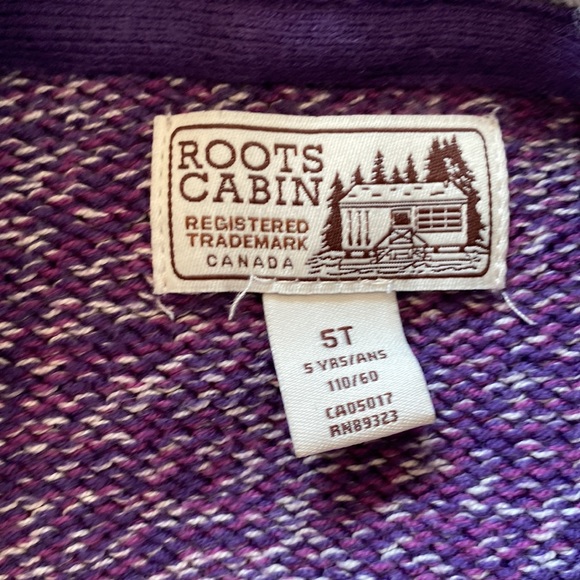 ROOTS
CABIN
REGISTERED
TRADEMARK
CANADA
5T
5 YRS/ANS
110/60
CA05017
RN89323